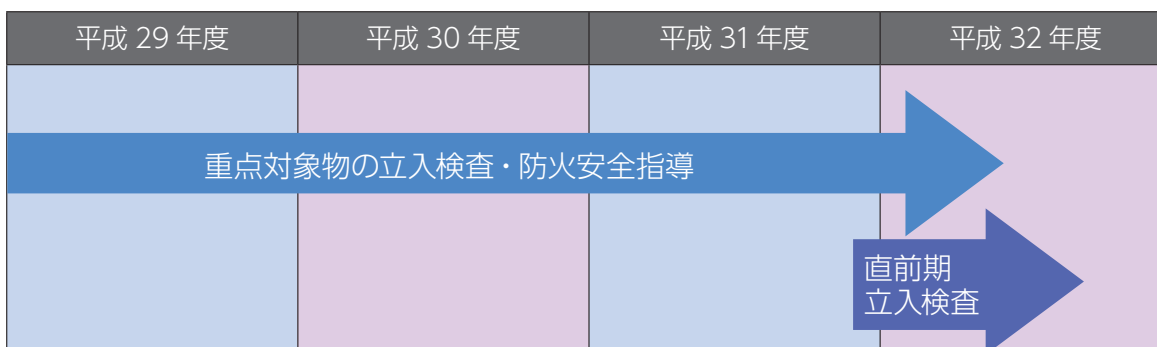 平成 29 年度
平成 30 年度
平成 31 年度
平成 32 年度
重点対象物の立入検査・防火安全指導
直前期
立入検査